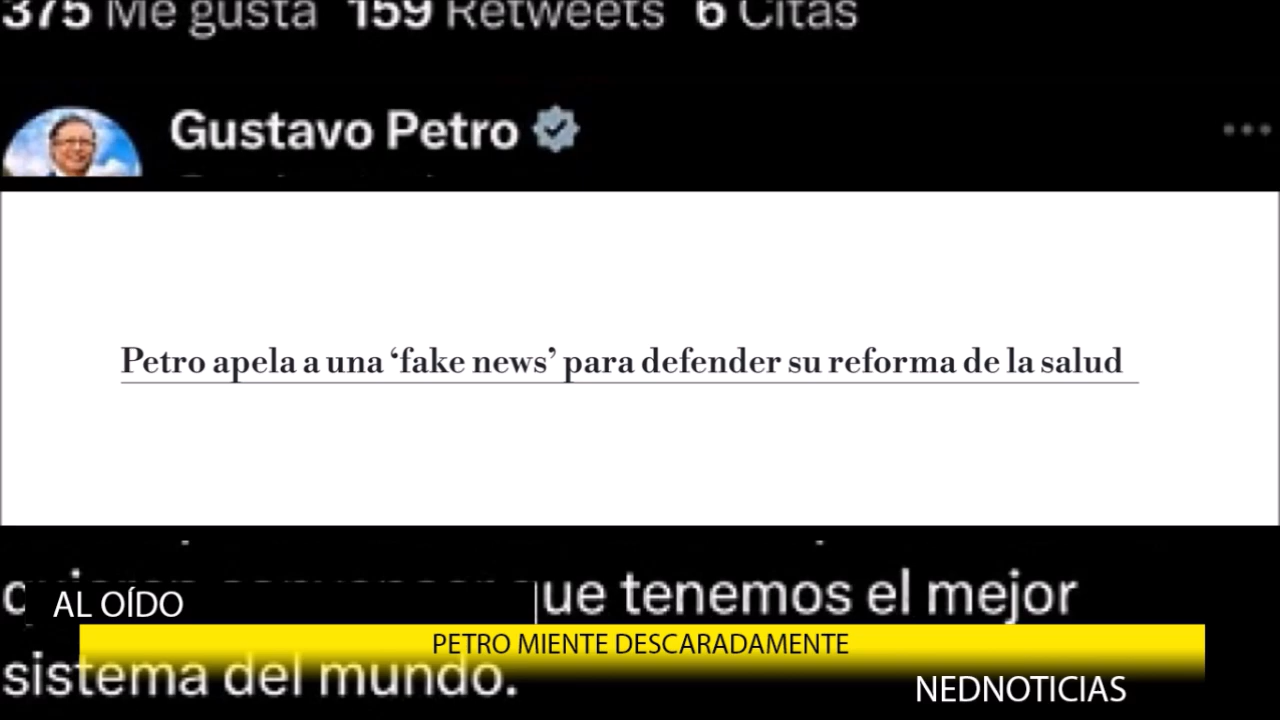 375 Me gusta 159 Retweets 6 Citas
Gustavo Petro
Petro apela a una ‘fake news’ para defender su reforma de la salud
que tenemos el mejor
AL OÍDO
PETRO MIENTE DESCARADAMENTE
sistema del mundo.
NEDNOTICIAS